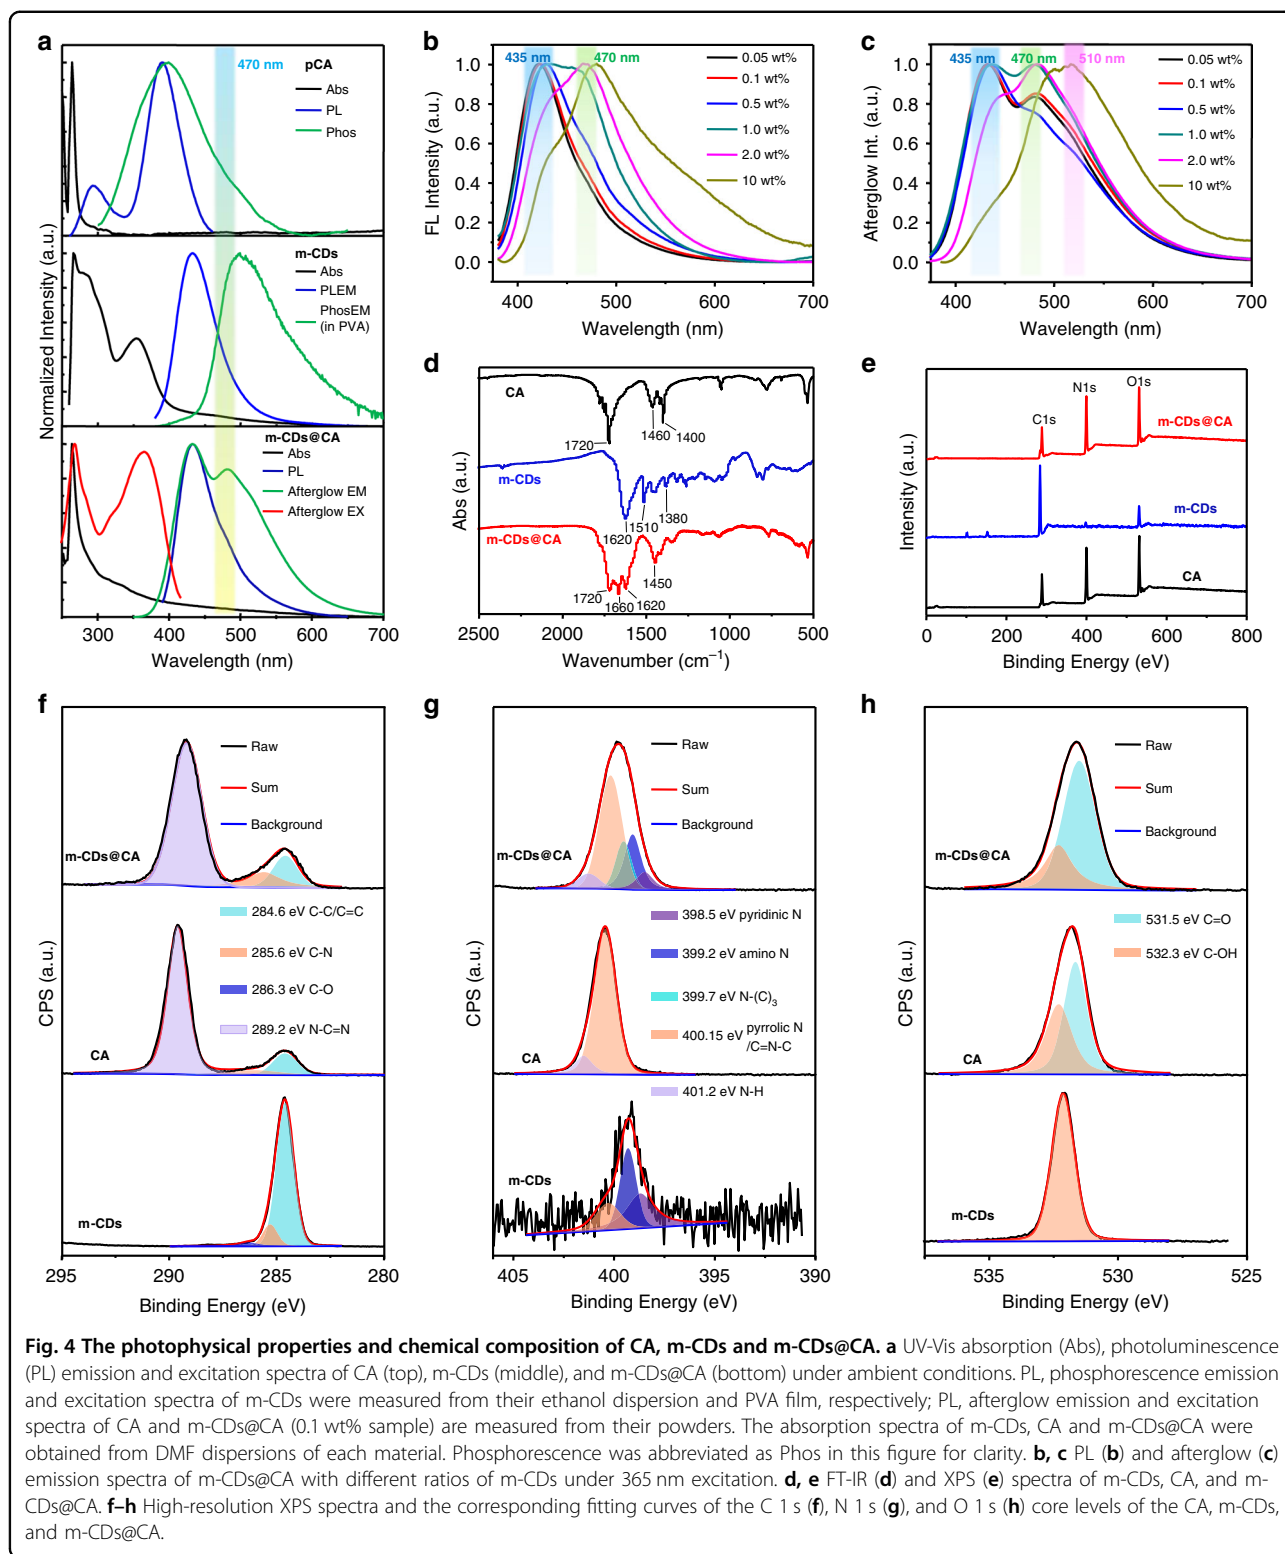 a
470 nm
pCA
Abs
PL
Phos
m-CDs
Abs
PLEM
PhosEM
(in PVA)
m-CDs@CA
Abs
PL
Afterglow EM
Afterglow EX
Normalized Intensity (a.u.)
300 400 500 600 700
Wavelength (nm)
b
435 nm
470 nm
0.05 wt%
0.1 wt%
0.5 wt%
1.0 wt%
2.0 wt%
10 wt%
FL Intensity (a.u.)
1.0
0.8
0.6
0.4
0.2
0.0
400 500 600 700
Wavelength (nm)
c
435 nm
470 nm
510 nm
0.05 wt%
0.1 wt%
0.5 wt%
1.0 wt%
2.0 wt%
10 wt%
Afterglow Int. (a.u.)
1.0
0.8
0.6
0.4
0.2
0.0
400 500 600 700
Wavelength (nm)
d
CA
1720
1460
1400
m-CDs
1620
1510
1380
m-CDs@CA
1720
1660
1620
1450
Abs (a.u.)
2500 2000 1500 1000 500
Wavenumber (cm⁻¹)
e
C1s
N1s
O1s
m-CDs@CA
m-CDs
CA
Intensity (a.u.)
0 200 400 600 800
Binding Energy (eV)
f
Raw
Sum
Background
m-CDs@CA
284.6 eV C-C/C=C
285.6 eV C-N
286.3 eV C-O
289.2 eV N-C=N
CA
m-CDs
CPS (a.u.)
295 290 285 280
Binding Energy (eV)
g
Raw
Sum
Background
m-CDs@CA
398.5 eV pyridinic N
399.2 eV amino N
399.7 eV N-(C)₃
400.15 eV pyrrolic N
/C=N-C
CA
401.2 eV N-H
m-CDs
CPS (a.u.)
405 400 395 390
Binding Energy (eV)
h
Raw
Sum
Background
m-CDs@CA
531.5 eV C=O
532.3 eV C-OH
CA
m-CDs
CPS (a.u.)
535 530 525
Binding Energy (eV)
Fig. 4 The photophysical properties and chemical composition of CA, m-CDs and m-CDs@CA. a UV-Vis absorption (Abs), photoluminescence
(PL) emission and excitation spectra of CA (top), m-CDs (middle), and m-CDs@CA (bottom) under ambient conditions. PL, phosphorescence emission
and excitation spectra of m-CDs were measured from their ethanol dispersion and PVA film, respectively; PL, afterglow emission and excitation
spectra of CA and m-CDs@CA (0.1 wt% sample) are measured from their powders. The absorption spectra of m-CDs, CA and m-CDs@CA were
obtained from DMF dispersions of each material. Phosphorescence was abbreviated as Phos in this figure for clarity. b, c PL (b) and afterglow (c)
emission spectra of m-CDs@CA with different ratios of m-CDs under 365 nm excitation. d, e FT-IR (d) and XPS (e) spectra of m-CDs, CA, and m-
CDs@CA. f–h High-resolution XPS spectra and the corresponding fitting curves of the C 1 s (f), N 1 s (g), and O 1 s (h) core levels of the CA, m-CDs,
and m-CDs@CA.